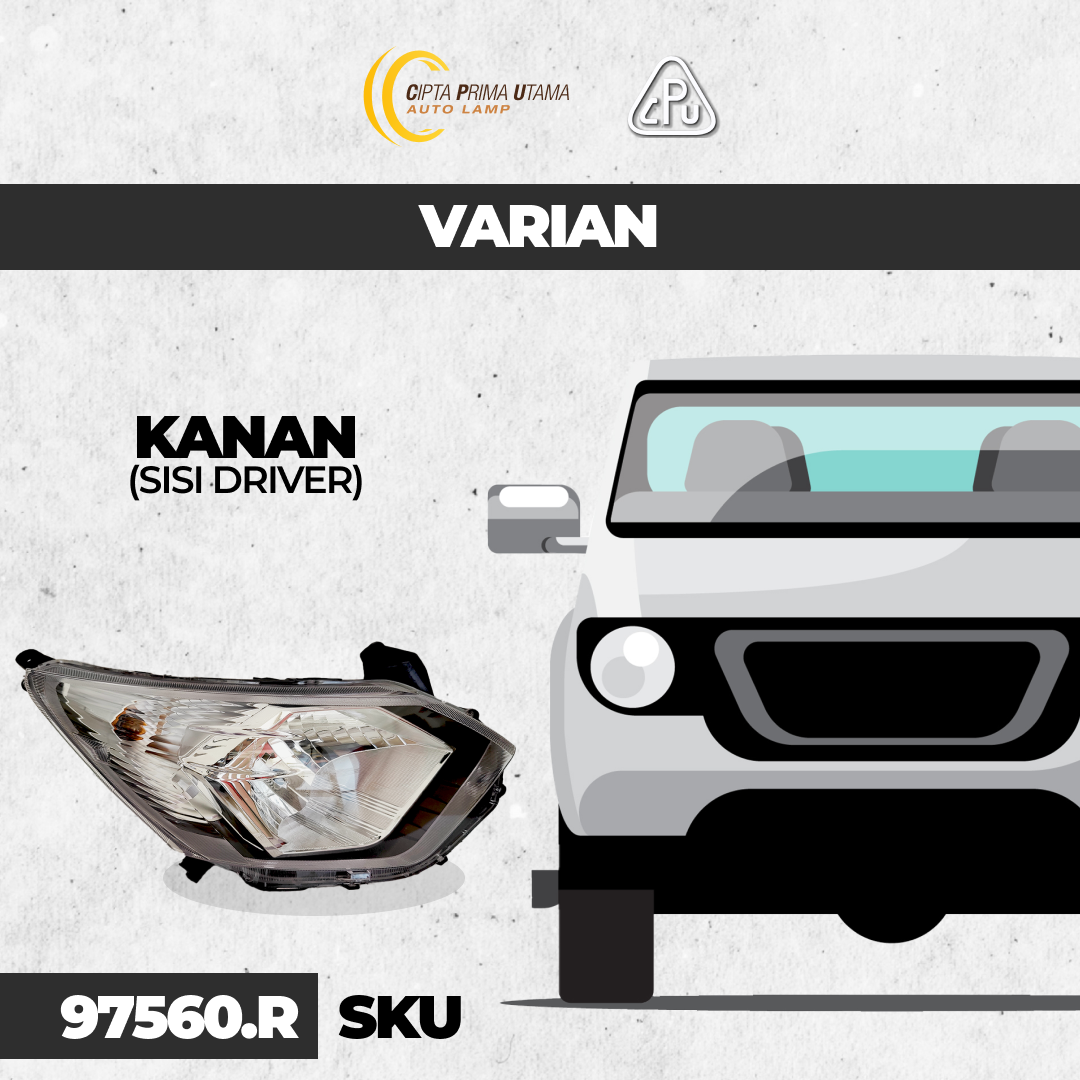 CIPTA PRIMA UTAMA
AUTO LAMP
CPU
VARIAN
KANAN
(SISI DRIVER)
97560.R SKU